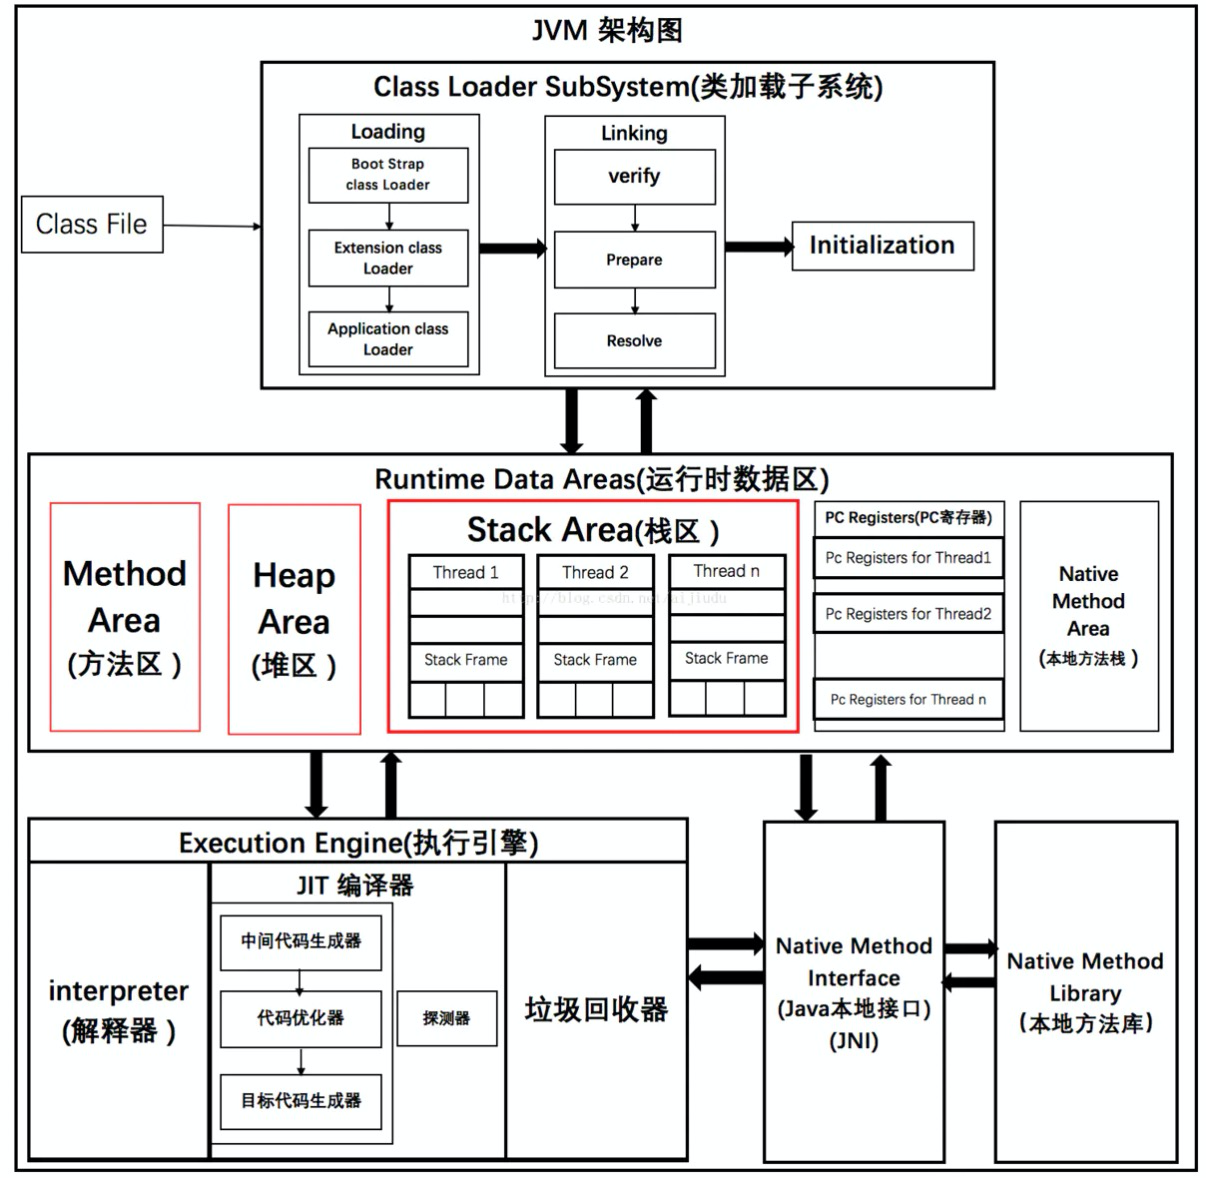 JVM 架构图
Class Loader SubSystem(类加载子系统)
Loading
Boot Strap
class Loader
Extension class
Loader
Application class
Loader
Linking
verify
Prepare
Resolve
Initialization
Class File
Runtime Data Areas(运行时数据区)
Method
Area
(方法区 )
Heap
Area
(堆区 )
Stack Area(栈区 )
Thread 1
Stack Frame
Thread 2
Stack Frame
Thread n
Stack Frame
PC Registers(PC寄存器)
Pc Registers for Thread1
Pc Registers for Thread2
Pc Registers for Thread n
Native
Method
Area
(本地方法栈 )
Execution Engine(执行引擎)
interpreter
(解释器 )
JIT 编译器
中间代码生成器
代码优化器
目标代码生成器
探测器
垃圾回收器
Native Method
Interface
(Java本地接口)
(JNI)
Native Method
Library
(本地方法库)